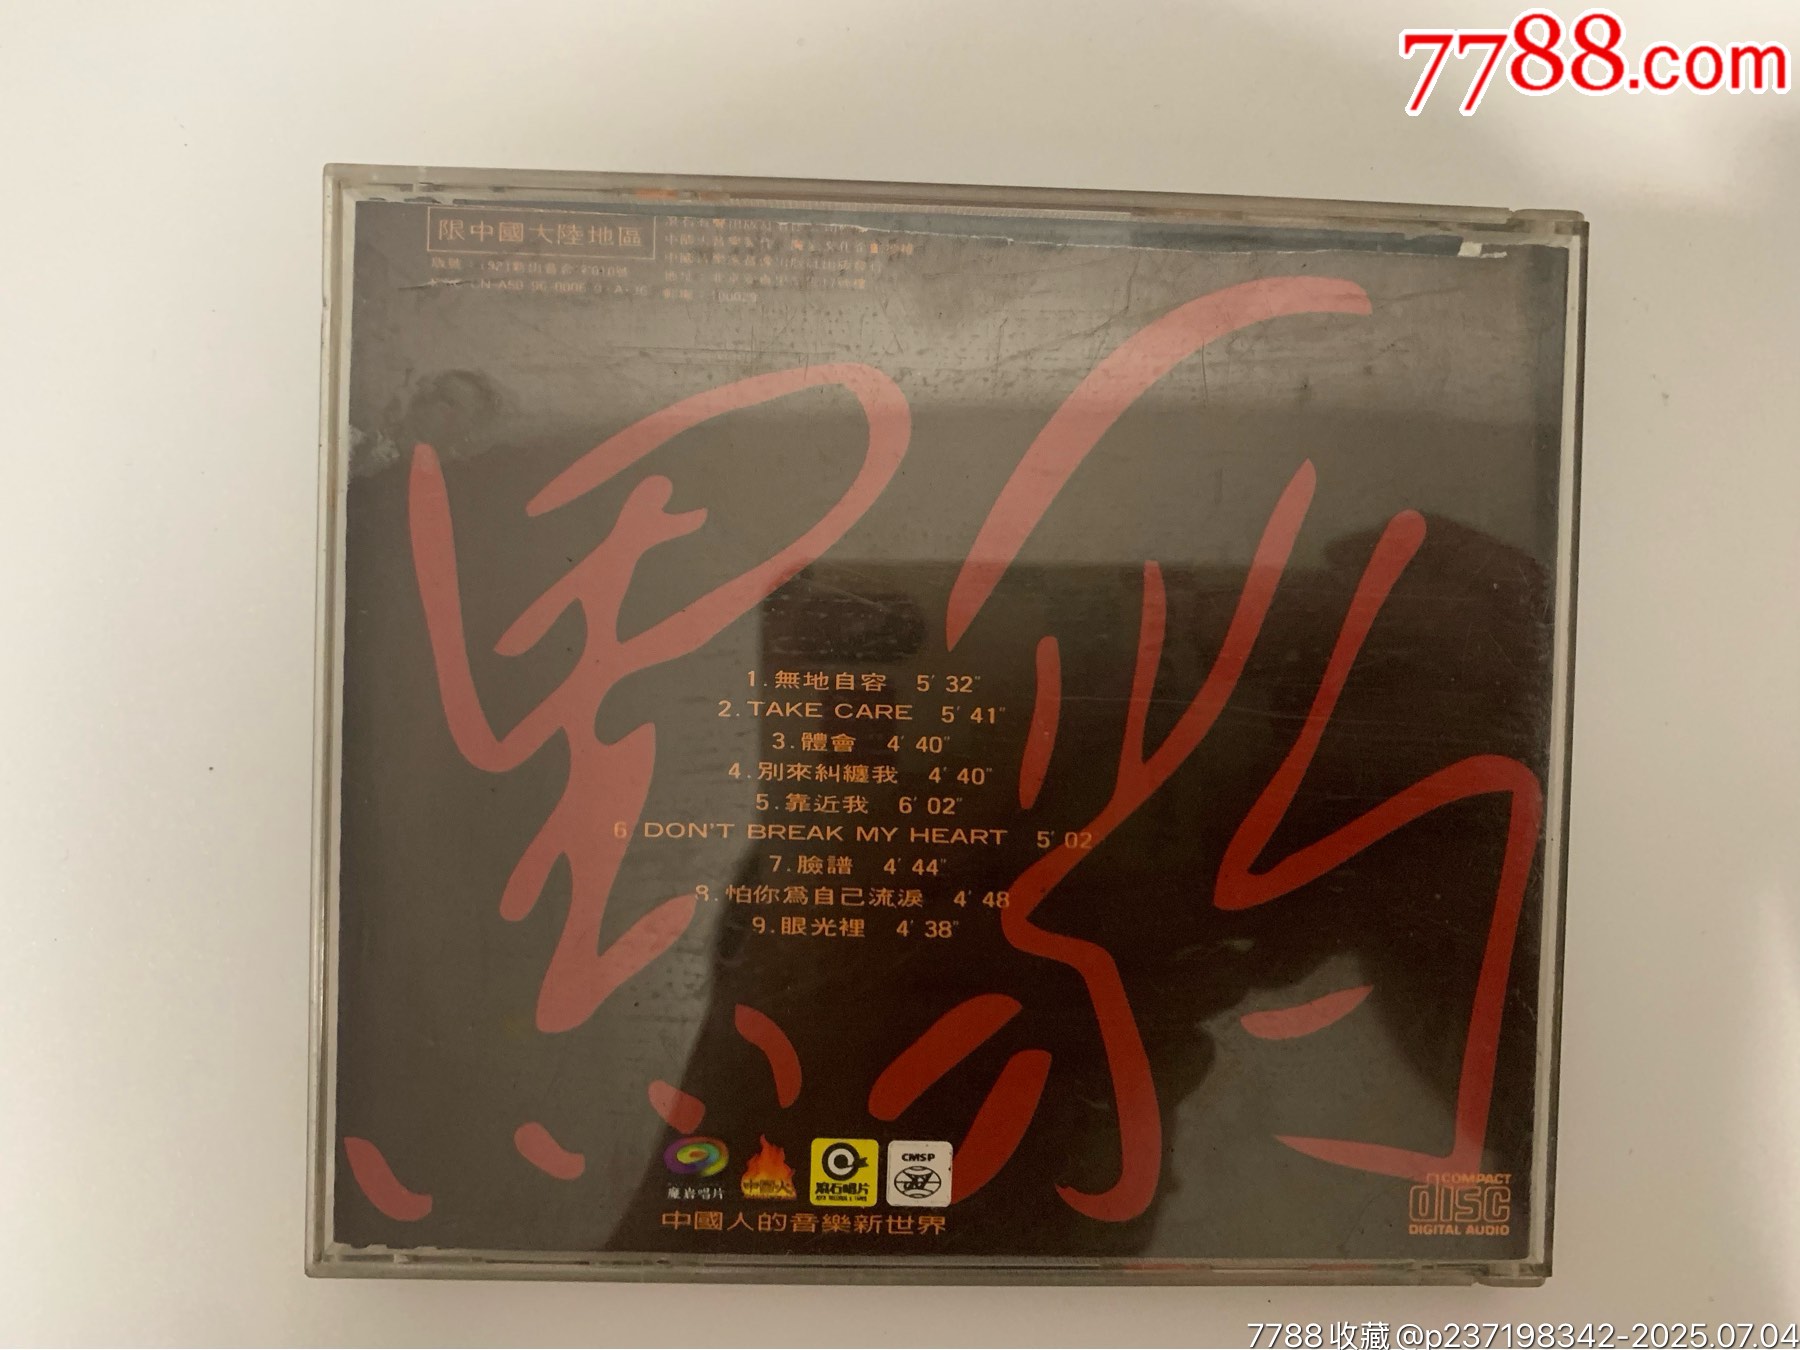 7788.com
限中國大陸地區
黑豹
1.無地自容 5' 32"
2.TAKE CARE 5' 41"
3.體會 4' 40"
4.別來糾纏我 4' 40"
5.靠近我 6' 02"
6 DON'T BREAK MY HEART 5' 02"
7.臉譜 4' 44"
8.怕你爲自己流淚 4' 48
9.眼光裡 4' 38"
魔岩唱片
中國火
滾石唱片
CMSP
中國人的音樂新世界
COMPACT
disc
DIGITAL AUDIO
7788收藏@p237198342-2025.07.04